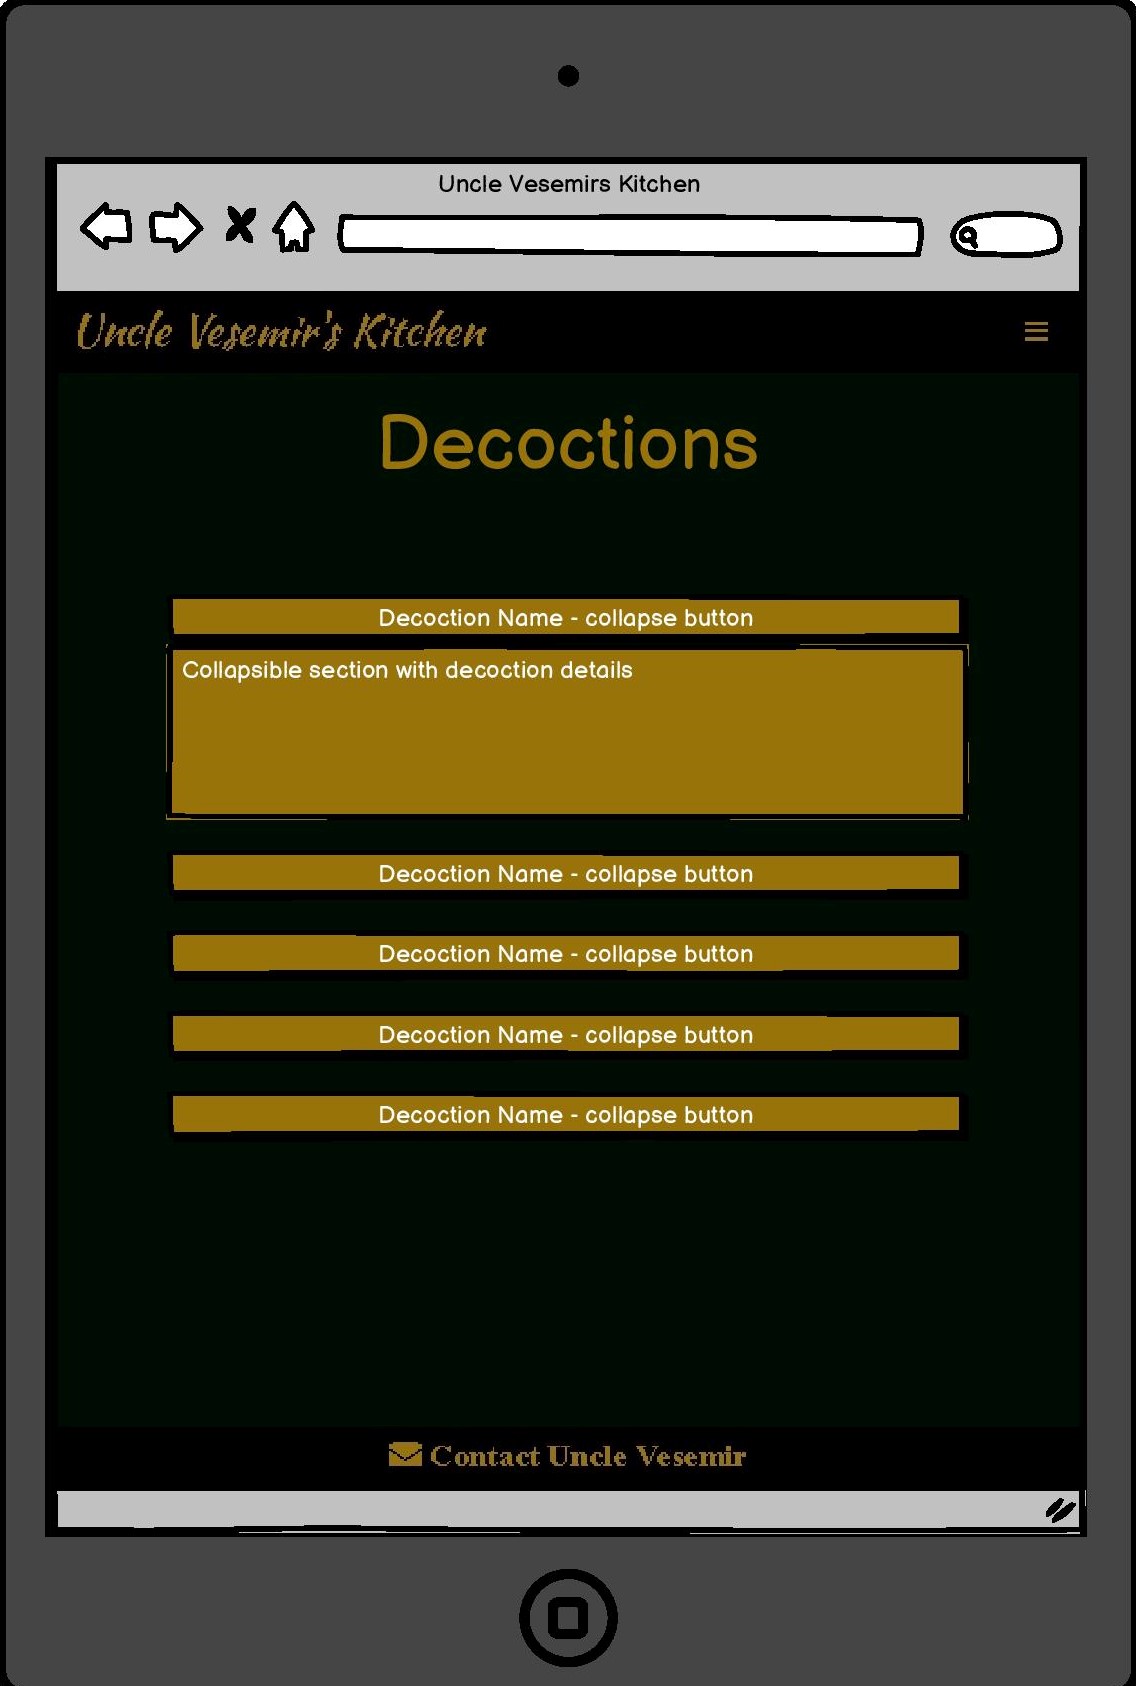 Uncle Vesemirs Kitchen
Uncle Vesemir's Kitchen
Decoctions
Decoction Name - collapse button
Collapsible section with decoction details
Decoction Name - collapse button
Decoction Name - collapse button
Decoction Name - collapse button
Decoction Name - collapse button
Contact Uncle Vesemir